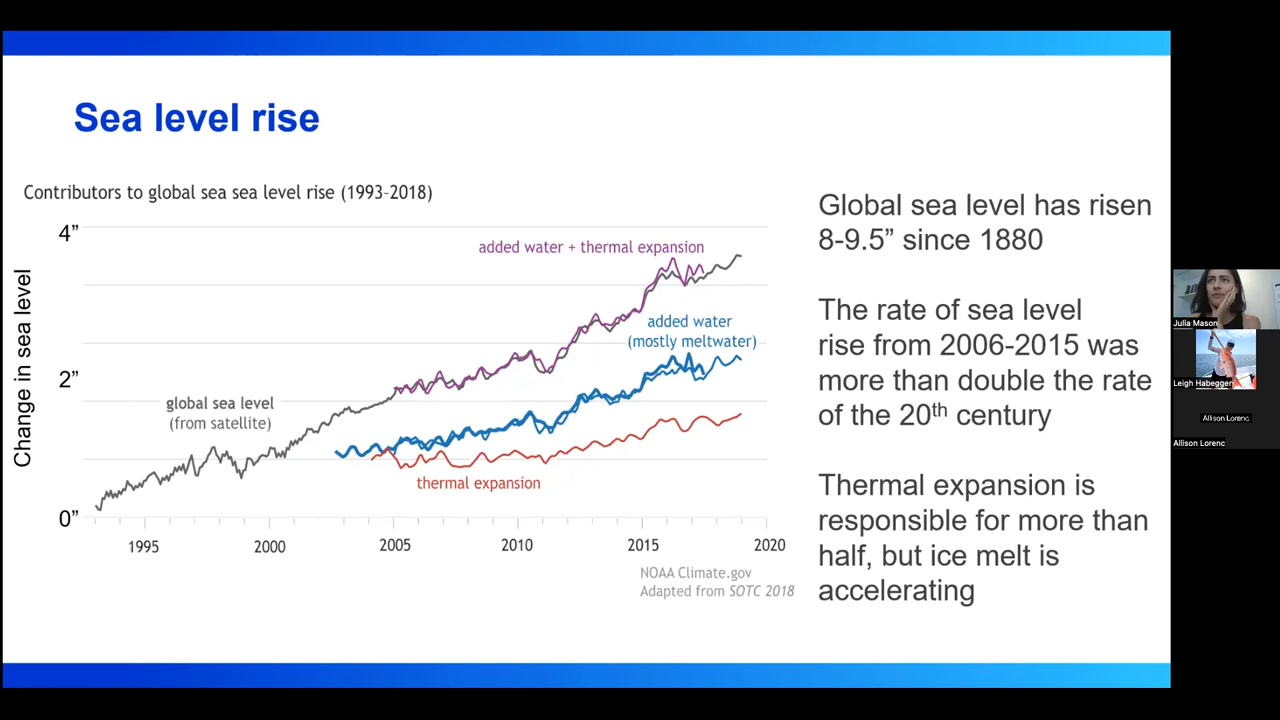 Sea level rise
Contributors to global sea sea level rise (1993-2018)
Change in sea level
4”
2”
0”
added water + thermal expansion
added water
(mostly meltwater)
global sea level
(from satellite)
thermal expansion
1995 2000 2005 2010 2015 2020
NOAA Climate.gov
Adapted from SOTC 2018
Global sea level has risen
8-9.5” since 1880
The rate of sea level
rise from 2006-2015 was
more than double the rate
of the 20th century
Thermal expansion is
responsible for more than
half, but ice melt is
accelerating
Julia Mason
Leigh Habegger
Allison Lorenc
Allison Lorenc